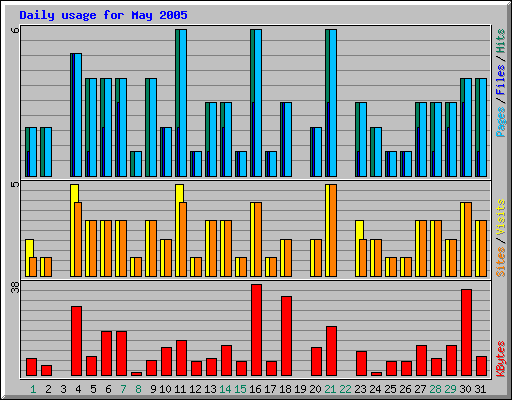 Daily usage for May 2005
6
Pages / Files / Hits
5
Sites / Visits
38
KBytes
1 2 3 4 5 6 7 8 9 10 11 12 13 14 15 16 17 18 19 20 21 22 23 24 25 26 27 28 29 30 31